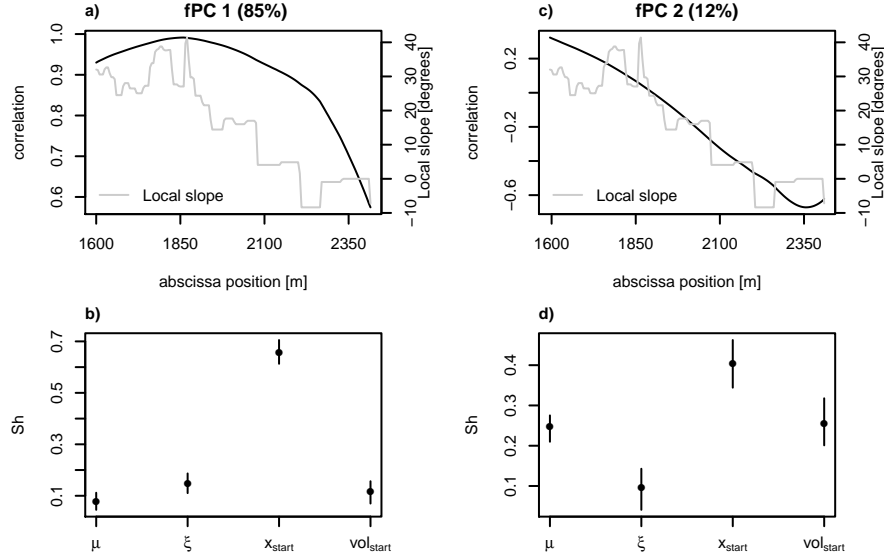 a)
fPC 1 (85%)
1.0
0.9
0.8
0.7
0.6
correlation
40
30
20
10
0
−10
Local slope [degrees]
Local slope
1600
1850
2100
2350
abscissa position [m]
c)
fPC 2 (12%)
0.2
−0.2
−0.6
correlation
40
30
20
10
0
−10
Local slope [degrees]
Local slope
1600
1850
2100
2350
abscissa position [m]
b)
0.7
0.5
0.3
0.1
Sh
μ
ξ
xstart
volstart
d)
0.4
0.3
0.2
0.1
Sh
μ
ξ
xstart
volstart